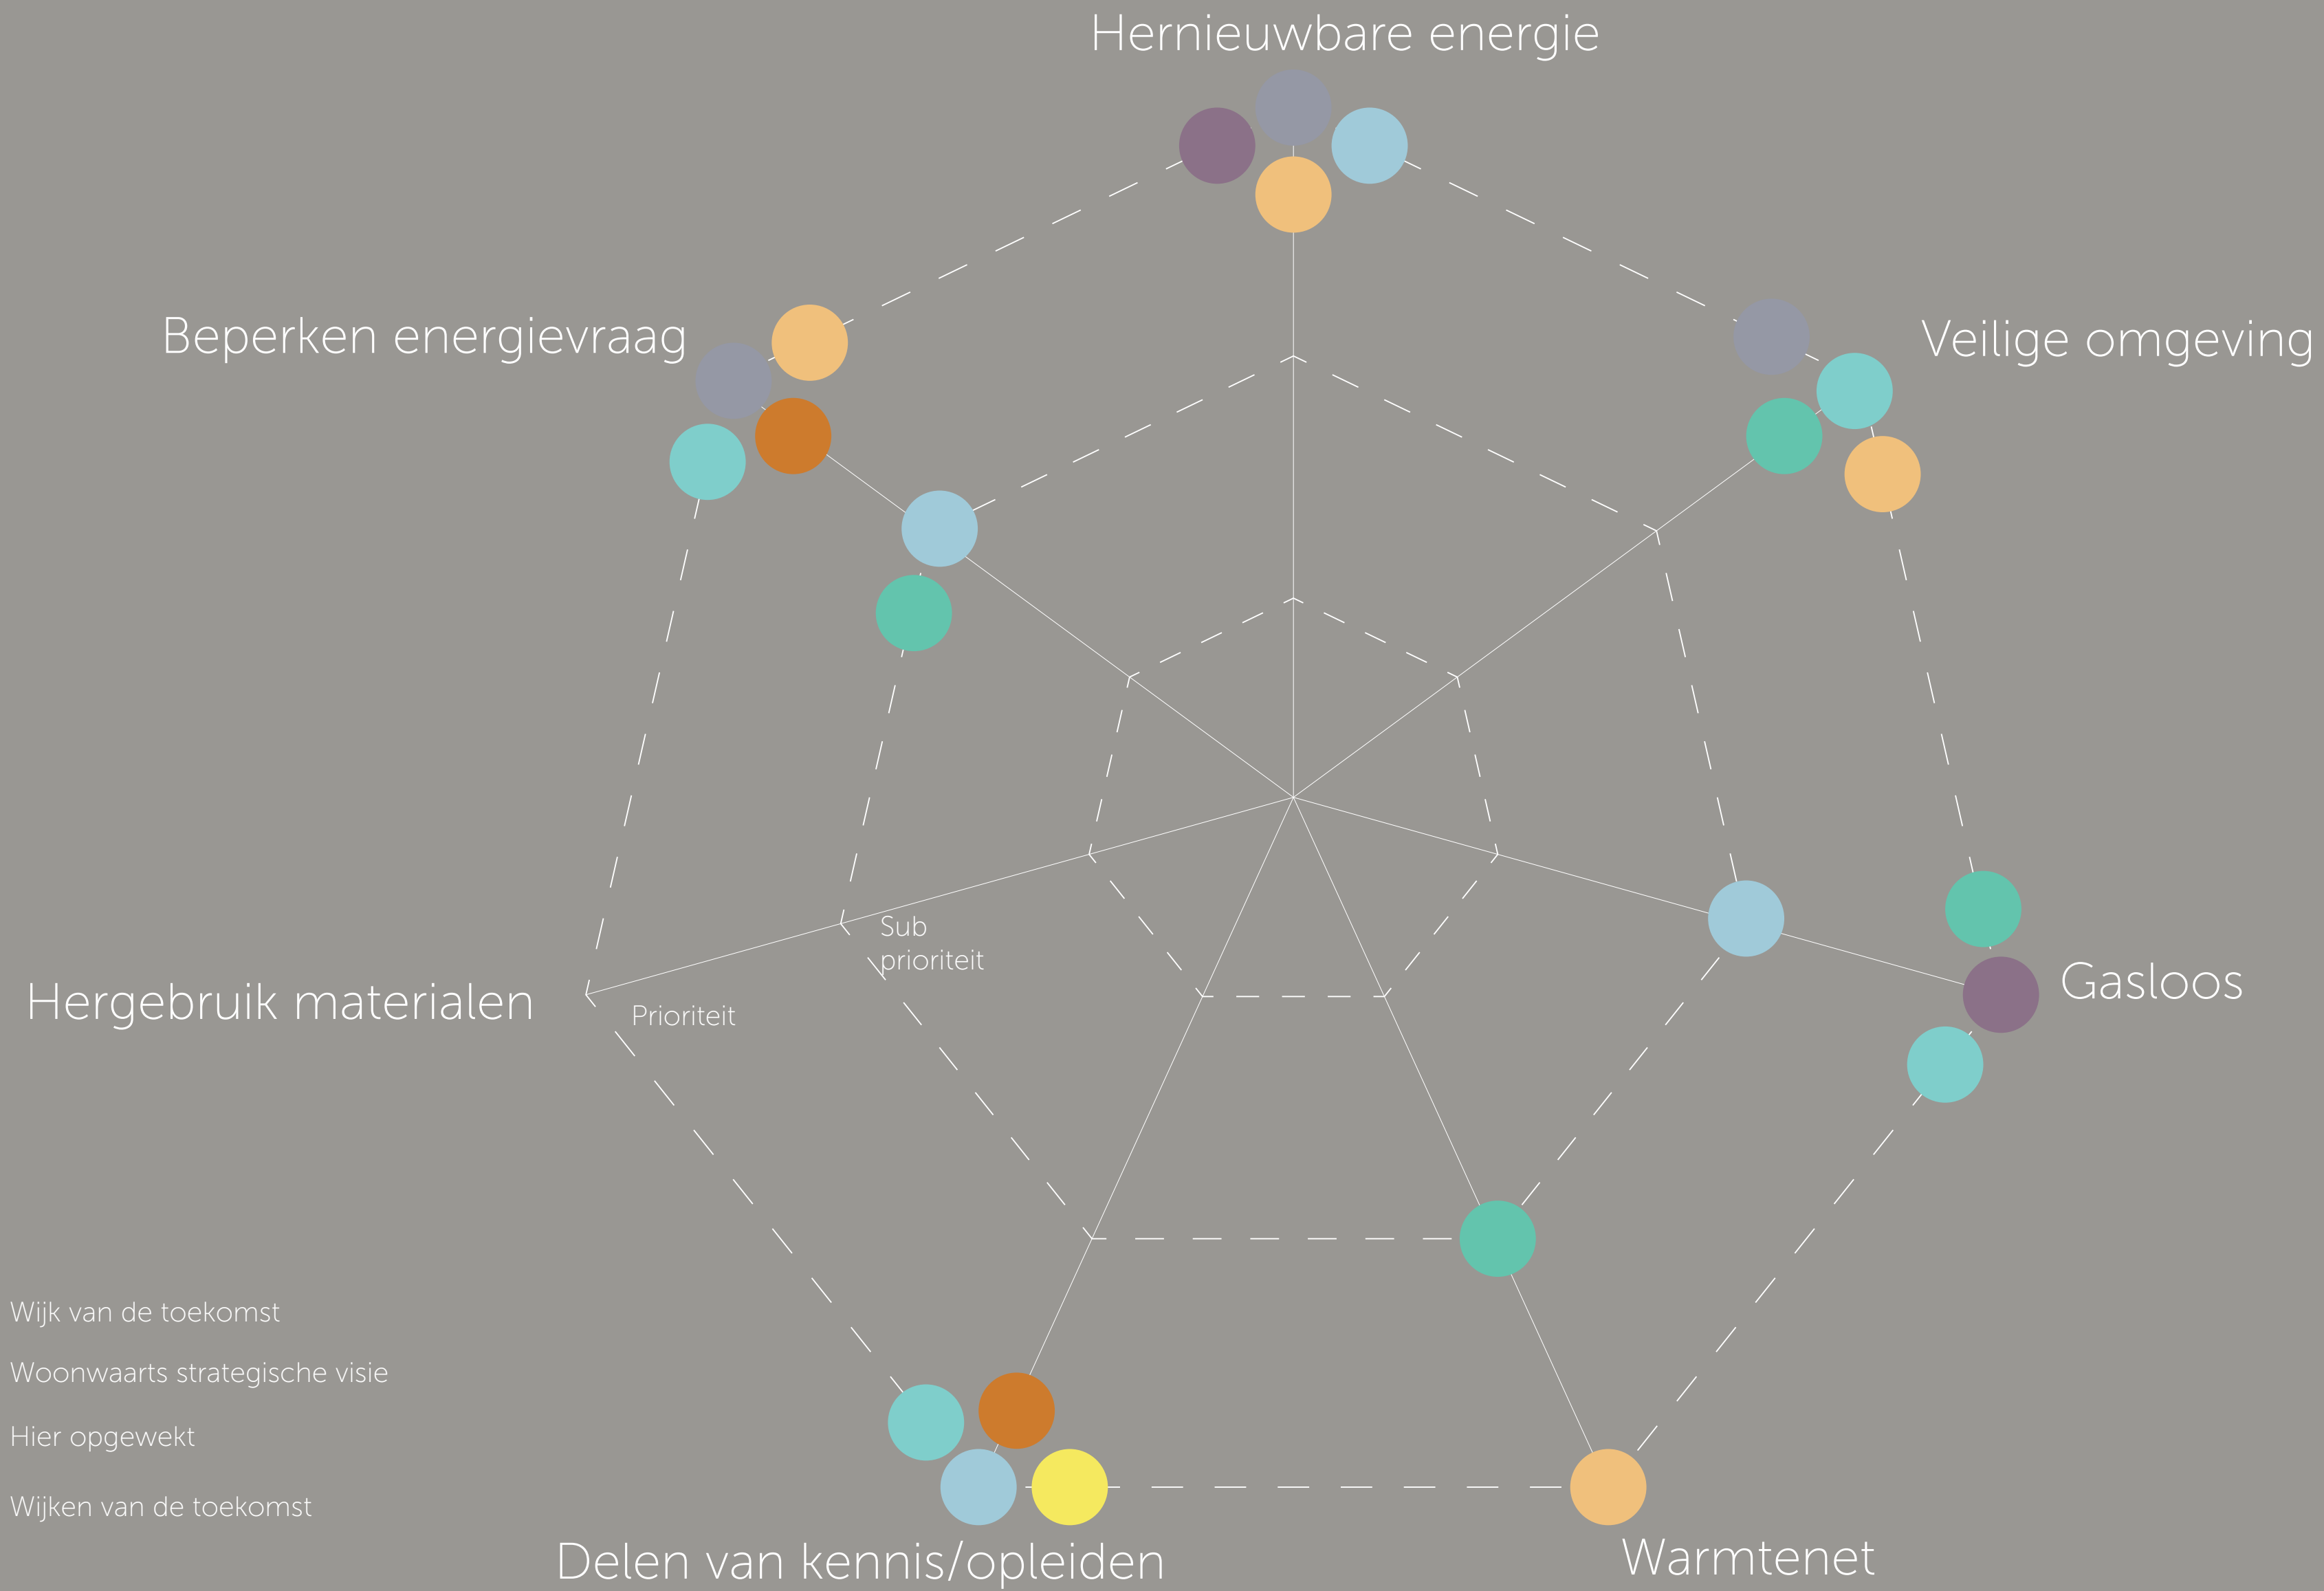 Hernieuwbare energie
Beperken energievraag
Veilige omgeving
Sub
prioriteit
Hergebruik materialen
Prioriteit
Gasloos
Wijk van de toekomst
Woonwaarts strategische visie
Hier opgewekt
Wijken van de toekomst
Delen van kennis/opleiden
Warmtenet